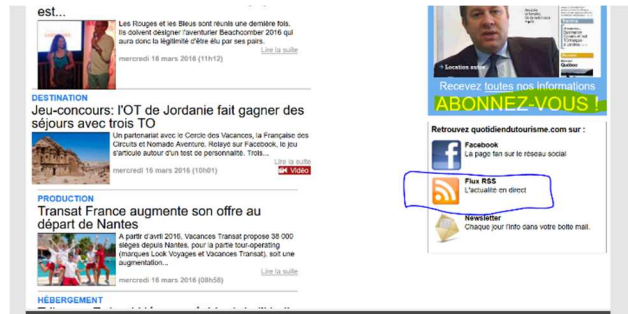 est...
Les Rouges et les Bleus sont réunis une dernière fois.
Ils doivent désigner l'aventurier Beachcomber 2016 qui
aura donc la légitimité d'être élu par ses pairs.
Lire la suite
mercredi 16 mars 2016 (11h12)
DESTINATION
Jeu-concours: l'OT de Jordanie fait gagner des
séjours avec trois TO
Un partenariat avec le Cercle des Vacances, la Française des
Circuits et Nomade Aventure. Relayé sur Facebook, le jeu
s'articule autour d'un test de personnalité. Trois...
Lire la suite
mercredi 16 mars 2016 (10h01)
Vidéo
PRODUCTION
Transat France augmente son offre au
départ de Nantes
A partir d'avril 2016, Vacances Transat propose 38 000
sièges depuis Nantes, pour la partie tour-operating
(marques Look Voyages et Vacances Transat), soit une
augmentation...
Lire la suite
mercredi 16 mars 2016 (08h58)
HÉBERGEMENT
Location
Québec
Recevez toutes nos informations
ABONNEZ-VOUS !
Retrouvez quotidiendutourisme.com sur :
Facebook
La page fan sur le réseau social
Flux RSS
L'actualité en direct
Newsletter
Chaque jour l'info dans votre boite mail.